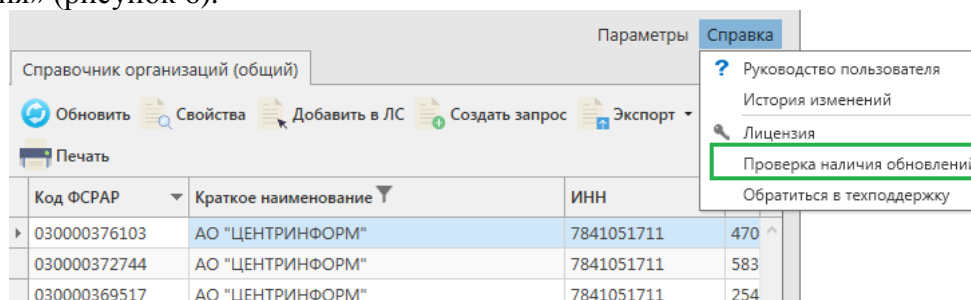 ия» (рисунок 6).
Параметры Справка
Справочник организаций (общий)
? Руководство пользователя
Обновить Свойства Добавить в ЛС Создать запрос Экспорт
История изменений
Печать
Лицензия
Проверка наличия обновлений
Обратиться в техподдержку
Код ФСРАР Краткое наименование ИНН
030000376103 АО "ЦЕНТРИНФОРМ" 7841051711 470
030000372744 АО "ЦЕНТРИНФОРМ" 7841051711 583
030000369517 АО "ЦЕНТРИНФОРМ" 7841051711 254